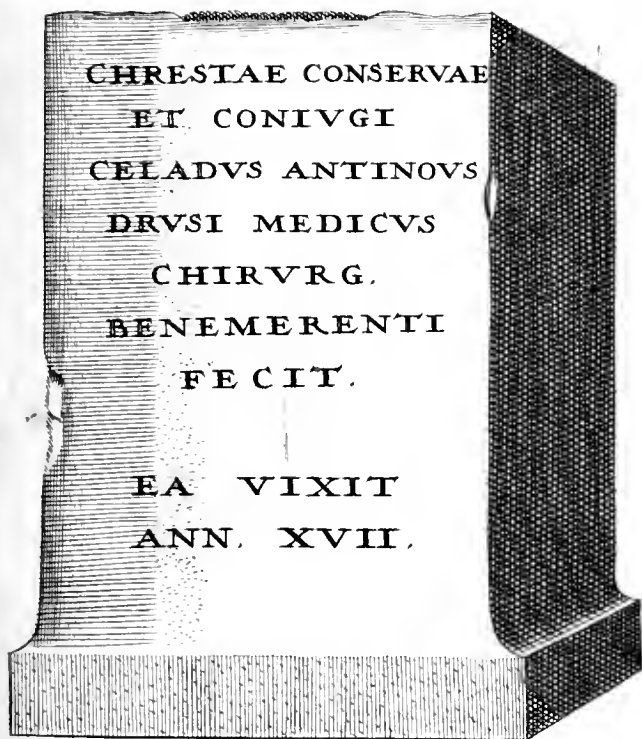 CHRESTAE CONSERVAE
ET CONIVGI
CELADVS ANTINOVS
DRVSI MEDICVS
CHIRVRG.
BENEMERENTI
FECIT.
EA VIXIT
ANN. XVII.